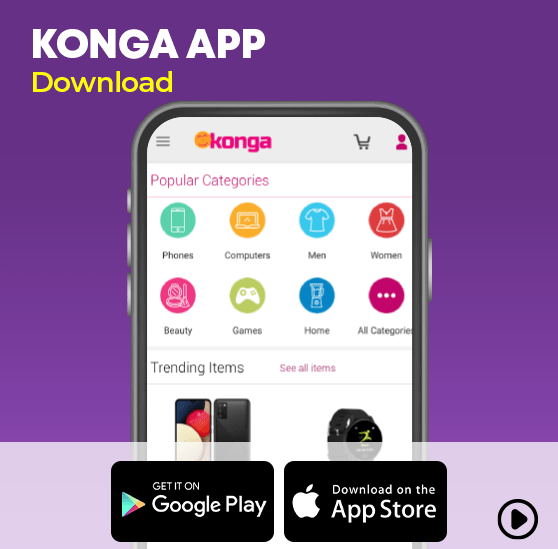 KONGA APP
Download
konga
Popular Categories
Phones Computers Men Women
Beauty Games Home All Categories
Trending Items See all items
GET IT ON
Google Play
Download on the
App Store